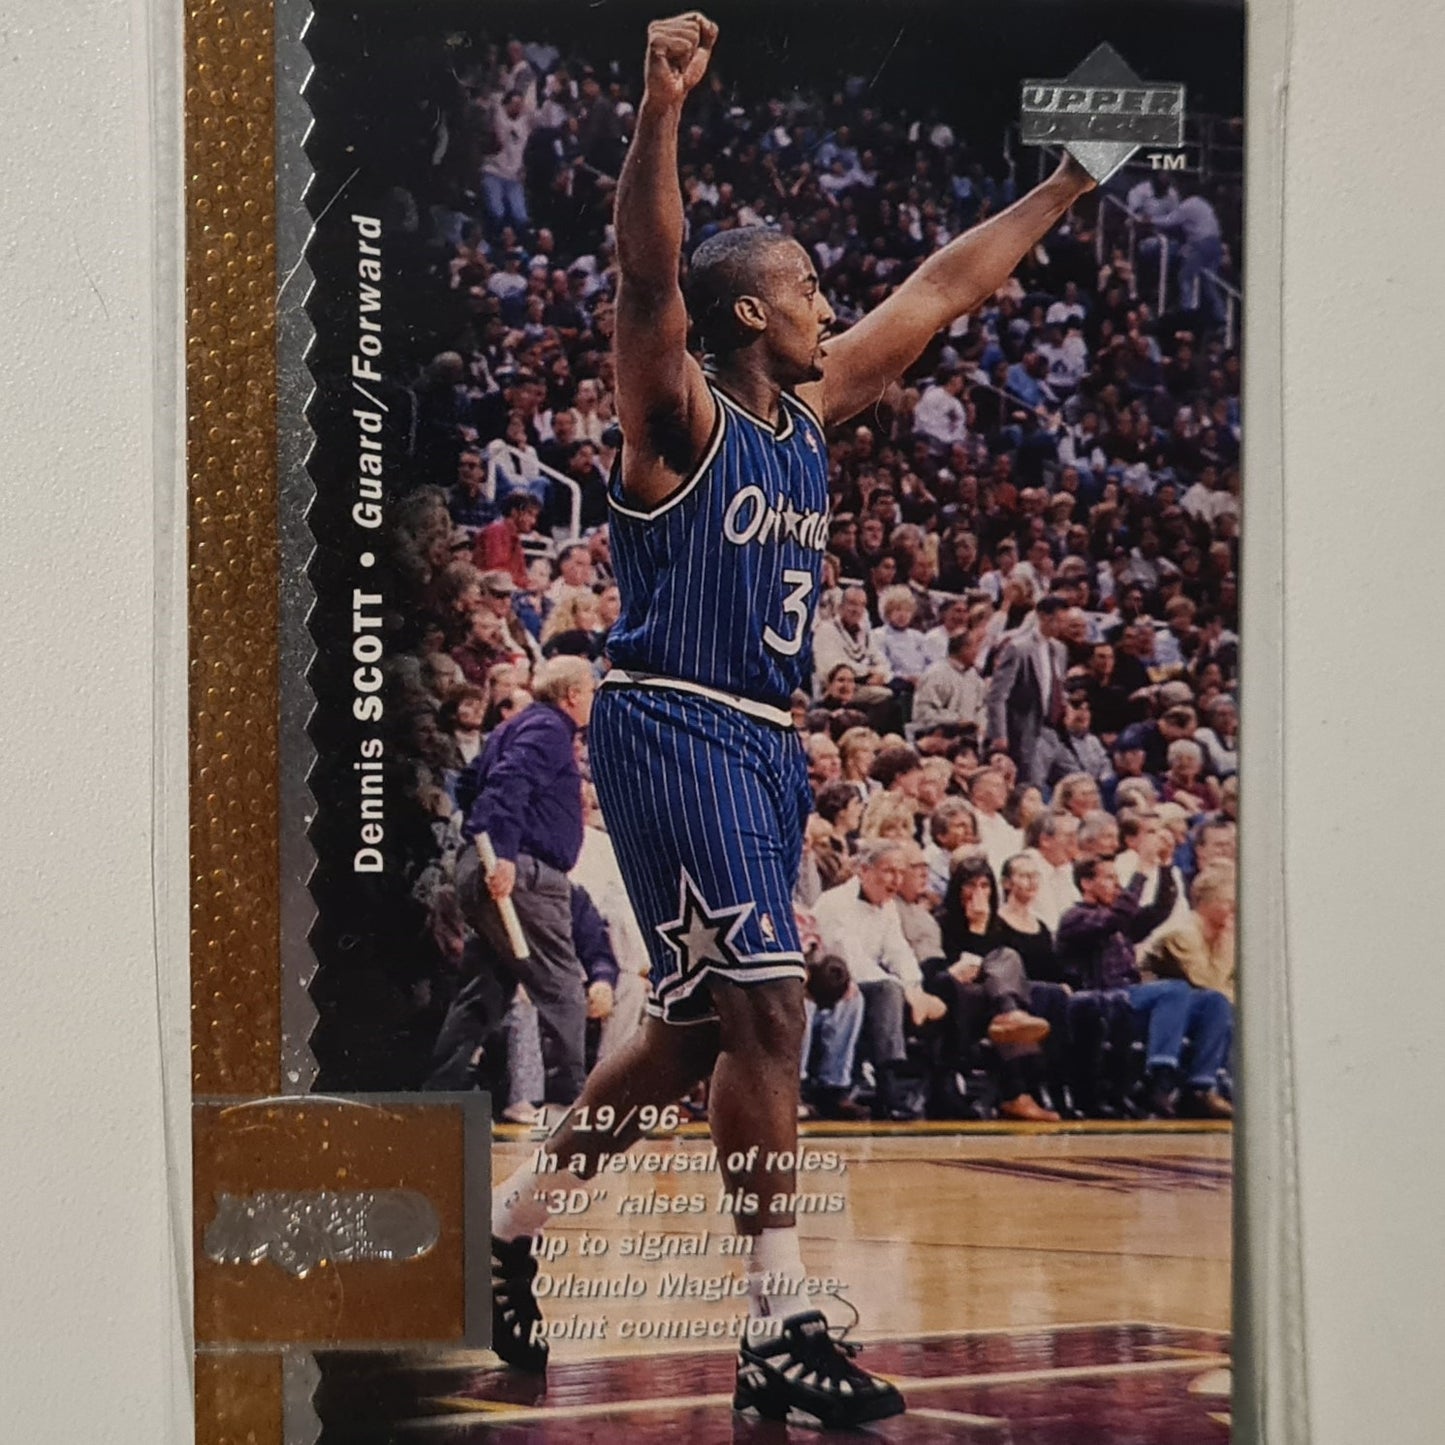 UPPER
TM
Dennis SCOTT • Guard/Forward
Orlando
3
1/19/96-
In a reversal of roles,
“3D” raises his arms
up to signal an
Orlando Magic three-
point connection.